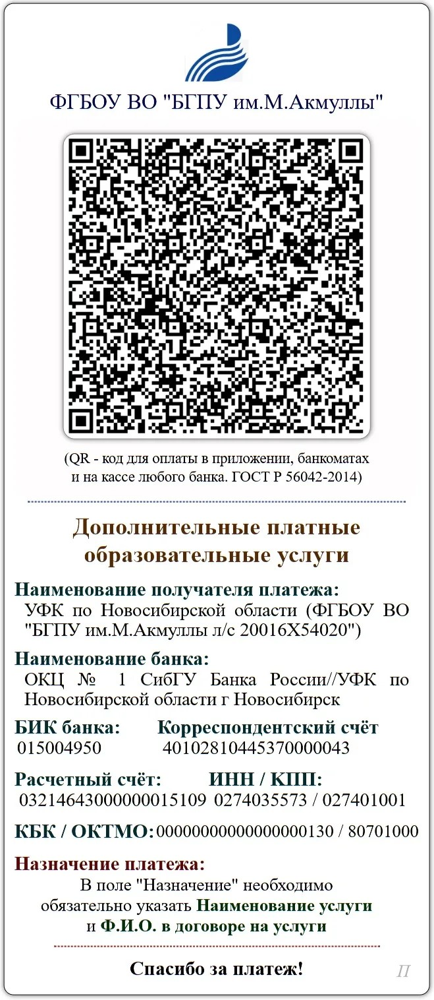 ФГБОУ ВО "БГПУ им.М.Акмуллы"
(QR - код для оплаты в приложении, банкоматах
и на кассе любого банка. ГОСТ Р 56042-2014)
Дополнительные платные
образовательные услуги
Наименование получателя платежа:
УФК по Новосибирской области (ФГБОУ ВО
"БГПУ им.М.Акмуллы л/с 20016X54020")
Наименование банка:
ОКЦ № 1 СибГУ Банка России//УФК по
Новосибирской области г Новосибирск
БИК банка: Корреспондентский счёт
015004950 40102810445370000043
Расчетный счёт: ИНН / КПП:
03214643000000015109 0274035573 / 027401001
КБК / ОКТМО: 00000000000000000130 / 80701000
Назначение платежа:
В поле "Назначение" необходимо
обязательно указать Наименование услуги
и Ф.И.О. в договоре на услуги
Спасибо за платеж!
П